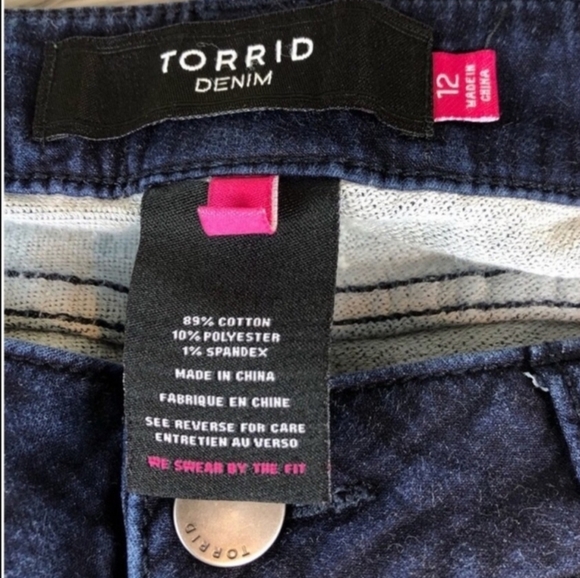 TORRID
DENIM
12
MADE IN
CHINA
89% COTTON
10% POLYESTER
1% SPANDEX
MADE IN CHINA
FABRIQUE EN CHINE
SEE REVERSE FOR CARE
ENTRETIEN AU VERSO
WE SWEAR BY THE FIT
TORRID